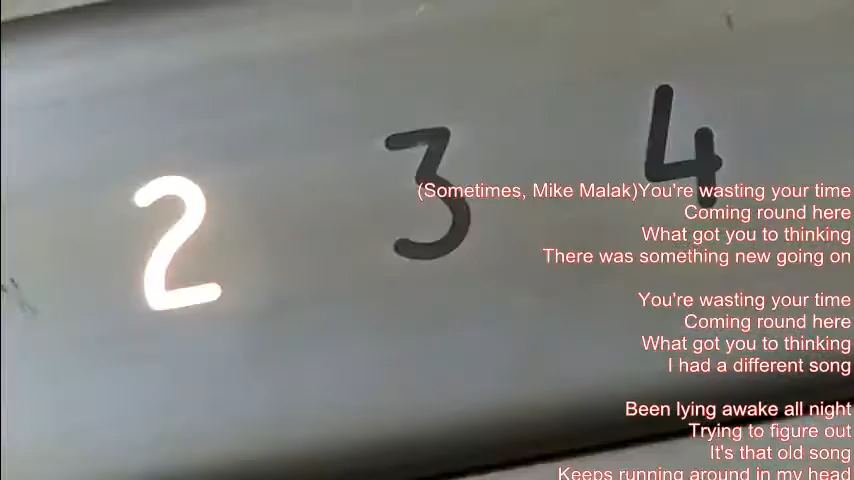 2 3 4
(Sometimes, Mike Malak)You're wasting your time
Coming round here
What got you to thinking
There was something new going on
You're wasting your time
Coming round here
What got you to thinking
I had a different song
Been lying awake all night
Trying to figure out
It's that old song
Keeps running around in my head